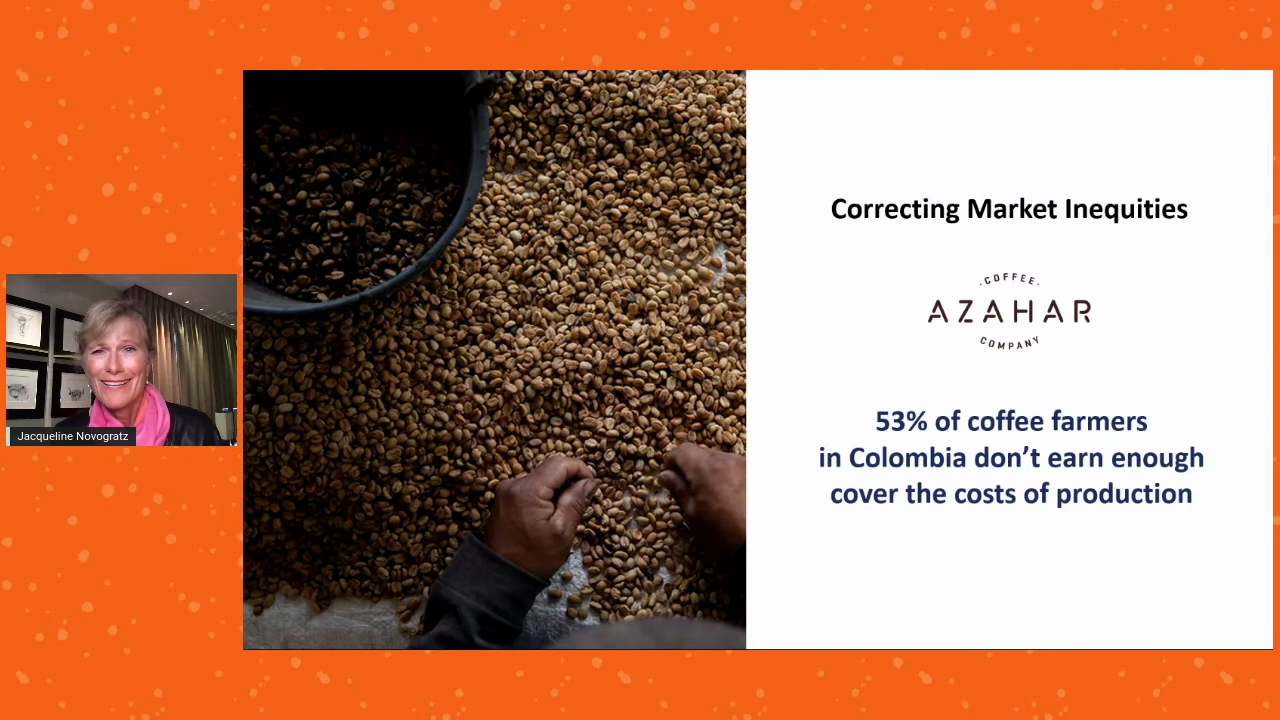 Jacqueline Novogratz
Correcting Market Inequities
·COFFEE·
AZAHAR
COMPANY
53% of coffee farmers
in Colombia don’t earn enough
cover the costs of production